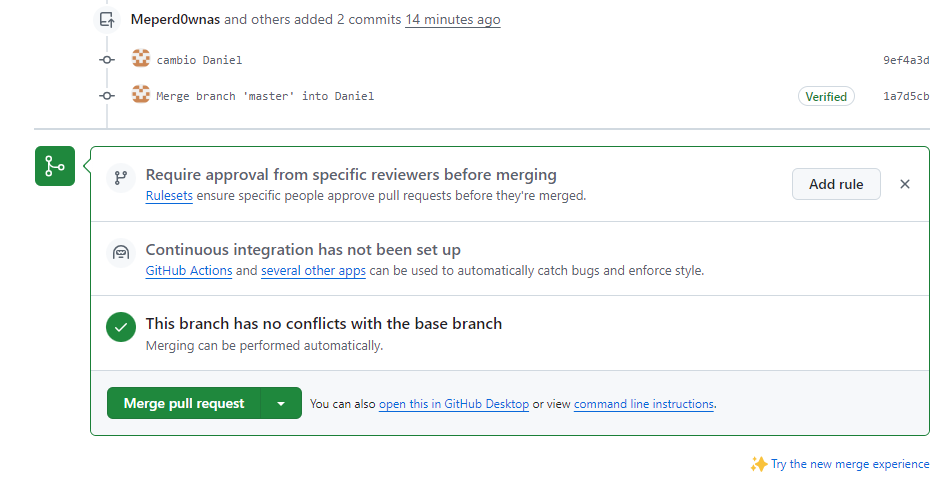 Meperd0wnas and others added 2 commits 14 minutes ago
cambio Daniel 9ef4a3d
Merge branch 'master' into Daniel Verified 1a7d5cb
Require approval from specific reviewers before merging
Rulesets ensure specific people approve pull requests before they're merged.
Add rule
Continuous integration has not been set up
GitHub Actions and several other apps can be used to automatically catch bugs and enforce style.
This branch has no conflicts with the base branch
Merging can be performed automatically.
Merge pull request You can also open this in GitHub Desktop or view command line instructions.
Try the new merge experience